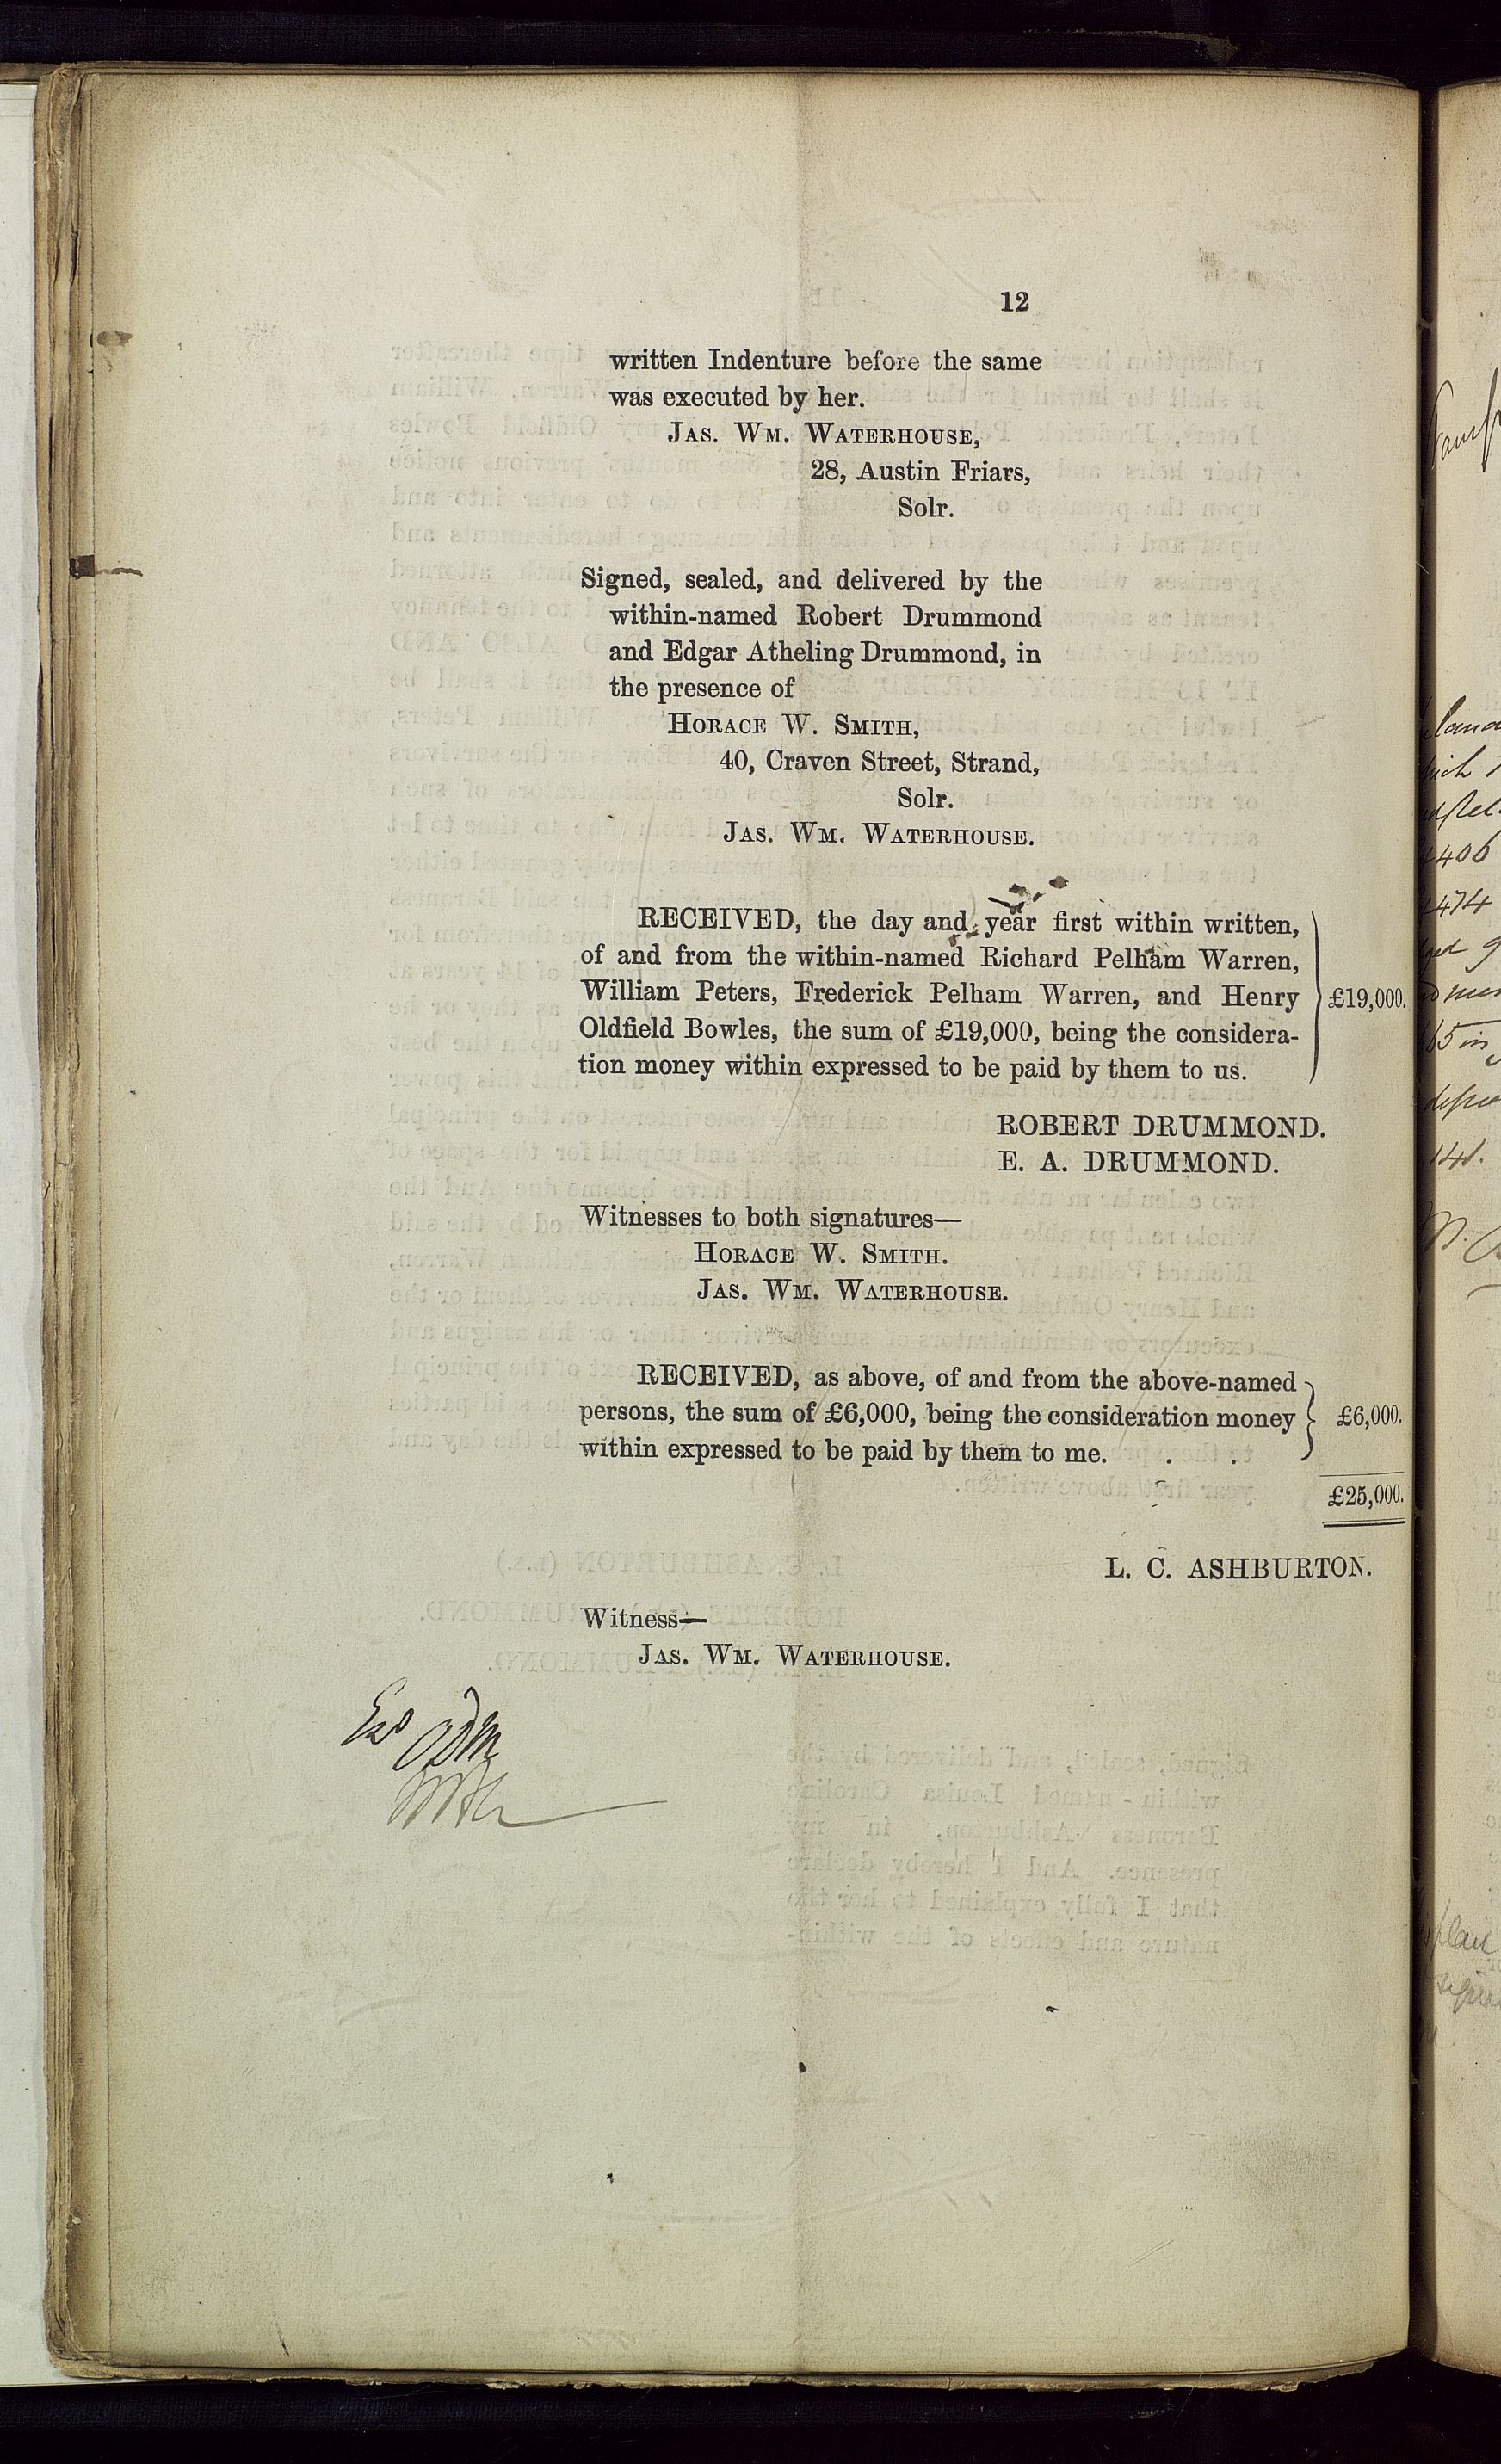 12
written Indenture before the same
was executed by her.
JAS. WM. WATERHOUSE,
28, Austin Friars,
Solr.
Signed, sealed, and delivered by the
within-named Robert Drummond
and Edgar Atheling Drummond, in
the presence of
HORACE W. SMITH,
40, Craven Street, Strand,
Solr.
JAS. WM. WATERHOUSE.
RECEIVED, the day and year first within written,
of and from the within-named Richard Pelham Warren,
William Peters, Frederick Pelham Warren, and Henry
£19,000.
Oldfield Bowles, the sum of £19,000, being the considera-
tion money within expressed to be paid by them to us.
ROBERT DRUMMOND.
E. A. DRUMMOND.
Witnesses to both signatures—
HORACE W. SMITH.
JAS. WM. WATERHOUSE.
RECEIVED, as above, of and from the above-named
persons, the sum of £6,000, being the consideration money
£6,000.
within expressed to be paid by them to me. . .
£25,000.
L. C. ASHBURTON.
Witness—
JAS. WM. WATERHOUSE.